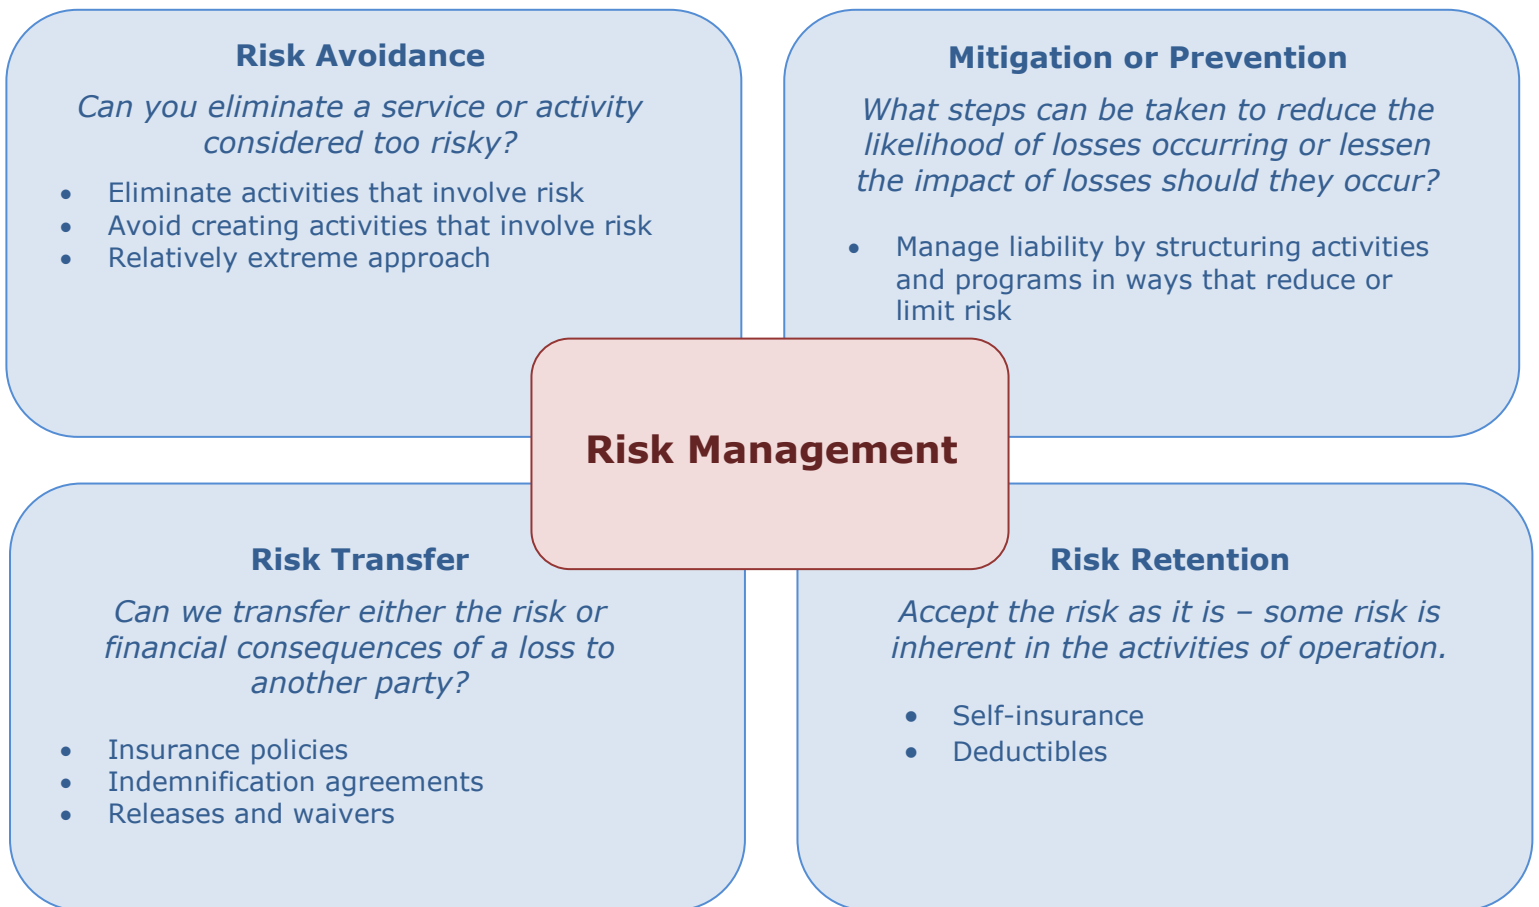 Risk Avoidance
Can you eliminate a service or activity
considered too risky?
• Eliminate activities that involve risk
• Avoid creating activities that involve risk
• Relatively extreme approach
Mitigation or Prevention
What steps can be taken to reduce the
likelihood of losses occurring or lessen
the impact of losses should they occur?
• Manage liability by structuring activities
and programs in ways that reduce or
limit risk
Risk Management
Risk Transfer
Can we transfer either the risk or
financial consequences of a loss to
another party?
• Insurance policies
• Indemnification agreements
• Releases and waivers
Risk Retention
Accept the risk as it is – some risk is
inherent in the activities of operation.
• Self-insurance
• Deductibles